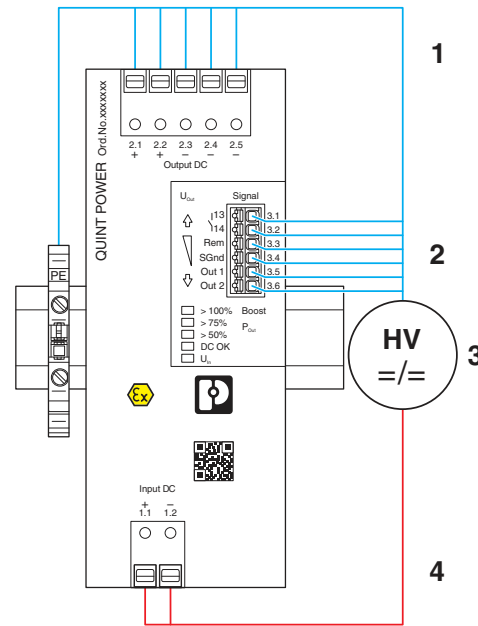 1
QUINT POWER Ord.No.xxxxxxx
2.1 2.2 2.3 2.4 2.5
+ + – – –
Output DC
UOut Signal
13 3.1
14 3.2
Rem 3.3
SGnd 3.4
Out 1 3.5
Out 2 3.6
2
PE
> 100% Boost
> 75% POut
> 50%
DC OK
Uin
HV
=/=
3
Ex
Input DC
+ –
1.1 1.2
4